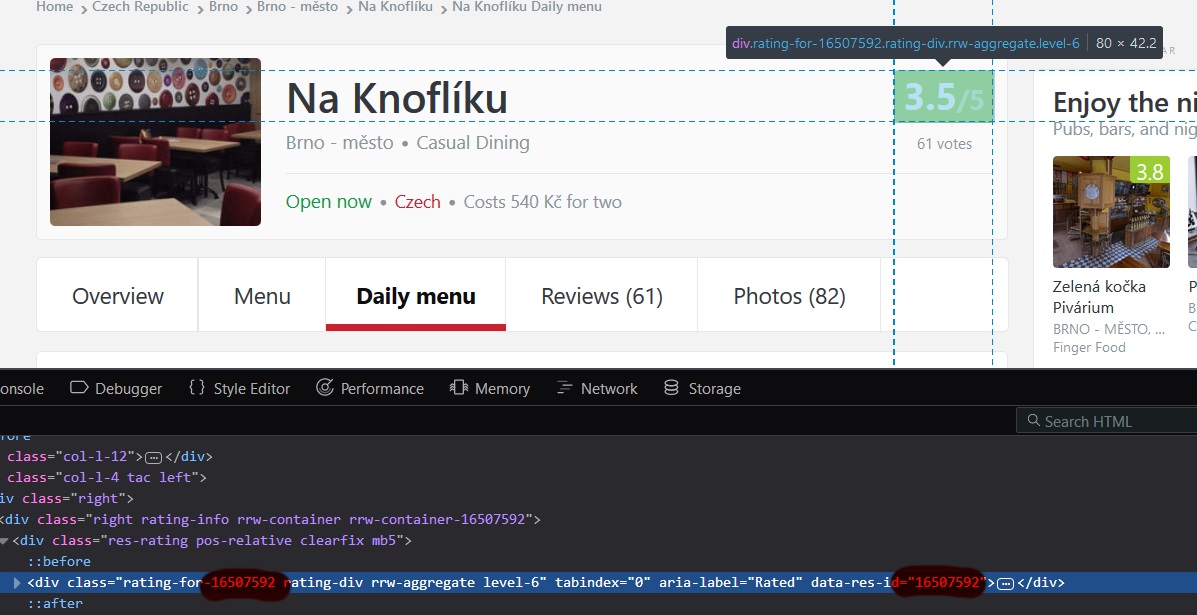 Home › Czech Republic › Brno › Brno - město › Na Knoflíku › Na Knoflíku Daily menu
div.rating-for-16507592.rating-div.rrw-aggregate.level-6 | 80 × 42.2
Na Knoflíku
3.5/5
Brno - město • Casual Dining
61 votes
Open now • Czech • Costs 540 Kč for two
Enjoy the ni
Pubs, bars, and nig
3.8
Zelená kočka
Pivárium
BRNO - MĚSTO, ...
Finger Food
Overview
Menu
Daily menu
Reviews (61)
Photos (82)
onsole
Debugger
{ } Style Editor
Performance
Memory
Network
Storage
Search HTML
class="col-l-12">…</div>
class="col-l-4 tac left">
iv class="right">
<div class="right rating-info rrw-container rrw-container-16507592">
<div class="res-rating pos-relative clearfix mb5">
::before
<div class="rating-for-16507592 rating-div rrw-aggregate level-6" tabindex="0" aria-label="Rated" data-res-id="16507592">…</div>
::after